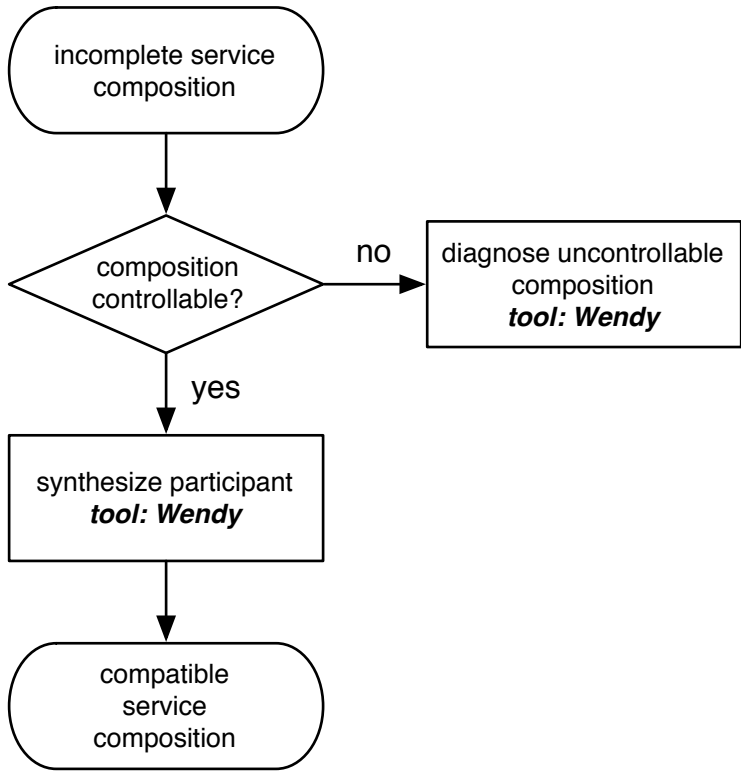 incomplete service
composition
composition
controllable?
no
diagnose uncontrollable
composition
tool: Wendy
yes
synthesize participant
tool: Wendy
compatible
service
composition